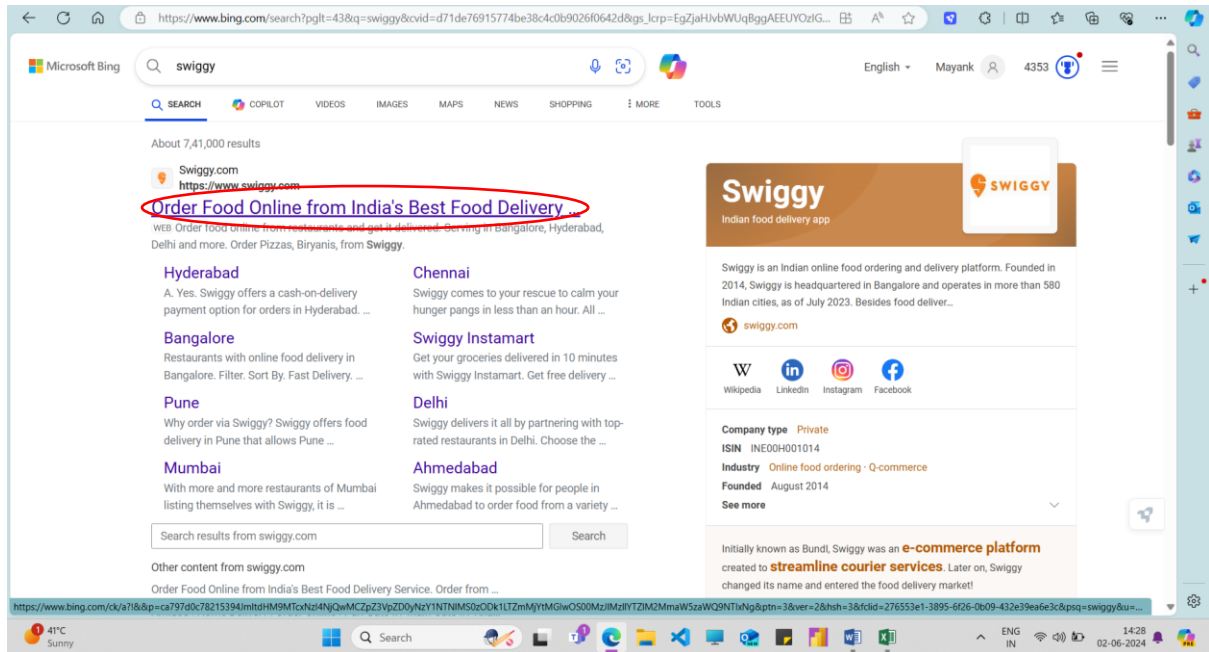 https://www.bing.com/search?pglt=43&q=swiggy&cvid=d71de76915774be38c4c0b9026f0642d&gs_lcrp=EgZjaHJvbWUqBggAEEUYOzIG...
Microsoft Bing
swiggy
English
Mayank
4353
SEARCH
COPILOT
VIDEOS
IMAGES
MAPS
NEWS
SHOPPING
MORE
TOOLS
About 7,41,000 results
Swiggy.com
https://www.swiggy.com
Order Food Online from India's Best Food Delivery ...
WEB Order food online from restaurants and get it delivered. Serving in Bangalore, Hyderabad,
Delhi and more. Order Pizzas, Biryanis, from Swiggy.
Hyderabad
A. Yes. Swiggy offers a cash-on-delivery
payment option for orders in Hyderabad. ...
Chennai
Swiggy comes to your rescue to calm your
hunger pangs in less than an hour. All ...
Bangalore
Restaurants with online food delivery in
Bangalore. Filter. Sort By. Fast Delivery. ...
Swiggy Instamart
Get your groceries delivered in 10 minutes
with Swiggy Instamart. Get free delivery ...
Pune
Why order via Swiggy? Swiggy offers food
delivery in Pune that allows Pune ...
Delhi
Swiggy delivers it all by partnering with top-
rated restaurants in Delhi. Choose the ...
Mumbai
With more and more restaurants of Mumbai
listing themselves with Swiggy, it is ...
Ahmedabad
Swiggy makes it possible for people in
Ahmedabad to order food from a variety ...
Search results from swiggy.com
Search
Other content from swiggy.com
Order Food Online from India's Best Food Delivery Service. Order from ...
Swiggy
Indian food delivery app
SWIGGY
Swiggy is an Indian online food ordering and delivery platform. Founded in
2014, Swiggy is headquartered in Bangalore and operates in more than 580
Indian cities, as of July 2023. Besides food deliver...
swiggy.com
W
in
Wikipedia
LinkedIn
Instagram
Facebook
Company type Private
ISIN INE00H001014
Industry Online food ordering · Q-commerce
Founded August 2014
See more
Initially known as Bundl, Swiggy was an e-commerce platform
created to streamline courier services. Later on, Swiggy
changed its name and entered the food delivery market!
1
41°C
Sunny
Search
ENG
IN
14:28
02-06-2024